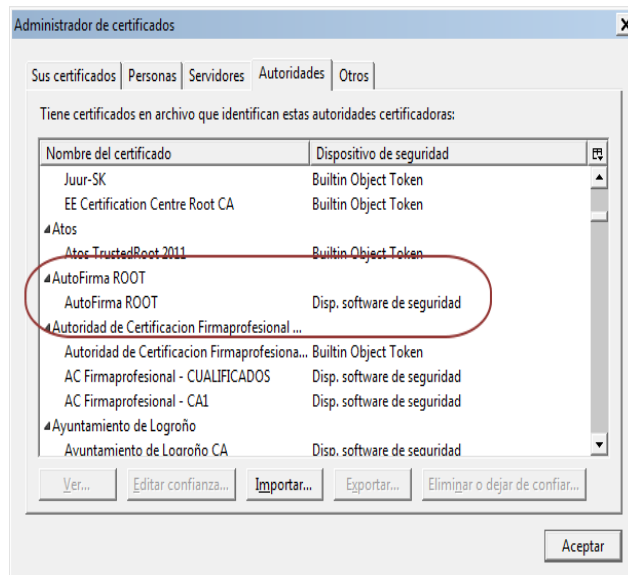 Administrador de certificados
Sus certificados Personas Servidores Autoridades Otros
Tiene certificados en archivo que identifican estas autoridades certificadoras:
Nombre del certificado Dispositivo de seguridad
Juur-SK Builtin Object Token
EE Certification Centre Root CA Builtin Object Token
Atos
Atos TrustedRoot 2011 Builtin Object Token
AutoFirma ROOT
AutoFirma ROOT Disp. software de seguridad
Autoridad de Certificacion Firmaprofesional ...
Autoridad de Certificacion Firmaprofesiona... Builtin Object Token
AC Firmaprofesional - CUALIFICADOS Disp. software de seguridad
AC Firmaprofesional - CA1 Disp. software de seguridad
Ayuntamiento de Logroño
Ayuntamiento de Logroño CA Disp. software de seguridad
Ver... Editar confianza... Importar... Exportar... Eliminar o dejar de confiar...
Aceptar